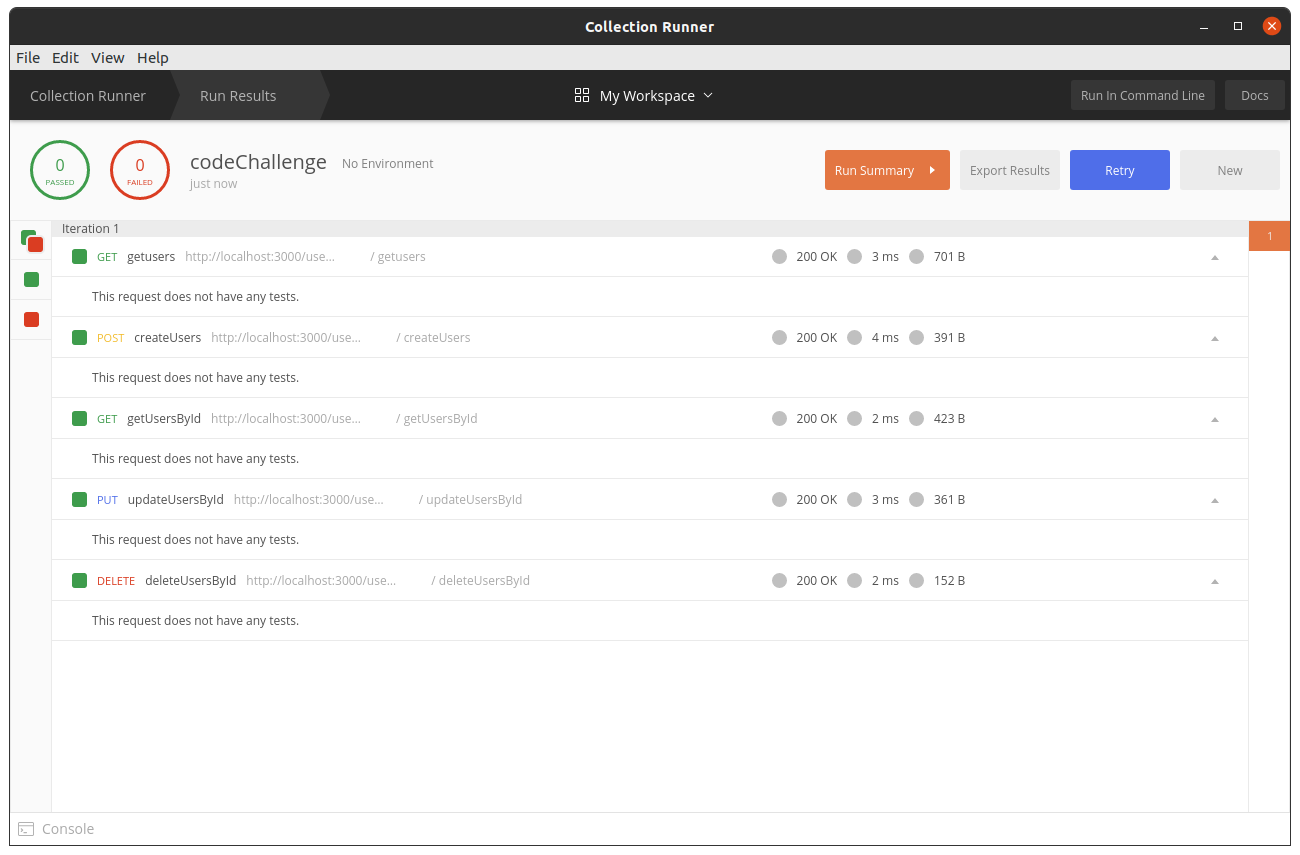 Collection Runner
File Edit View Help
Collection Runner Run Results My Workspace Run In Command Line Docs
0 PASSED 0 FAILED codeChallenge No Environment
just now
Run Summary Export Results Retry New
Iteration 1
1
GET getusers http://localhost:3000/use... / getusers 200 OK 3 ms 701 B
This request does not have any tests.
POST createUsers http://localhost:3000/use... / createUsers 200 OK 4 ms 391 B
This request does not have any tests.
GET getUsersById http://localhost:3000/use... / getUsersById 200 OK 2 ms 423 B
This request does not have any tests.
PUT updateUsersById http://localhost:3000/use... / updateUsersById 200 OK 3 ms 361 B
This request does not have any tests.
DELETE deleteUsersById http://localhost:3000/use... / deleteUsersById 200 OK 2 ms 152 B
This request does not have any tests.
Console